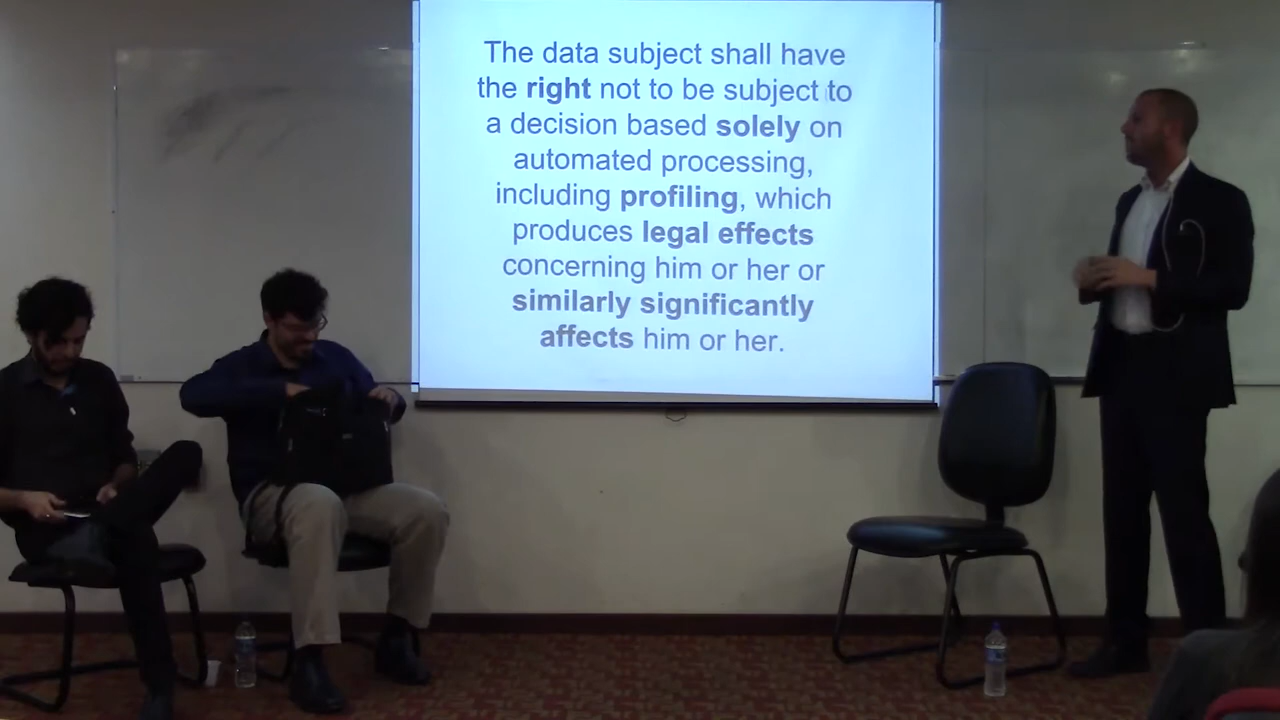 The data subject shall have
the right not to be subject to
a decision based solely on
automated processing,
including profiling, which
produces legal effects
concerning him or her or
similarly significantly
affects him or her.